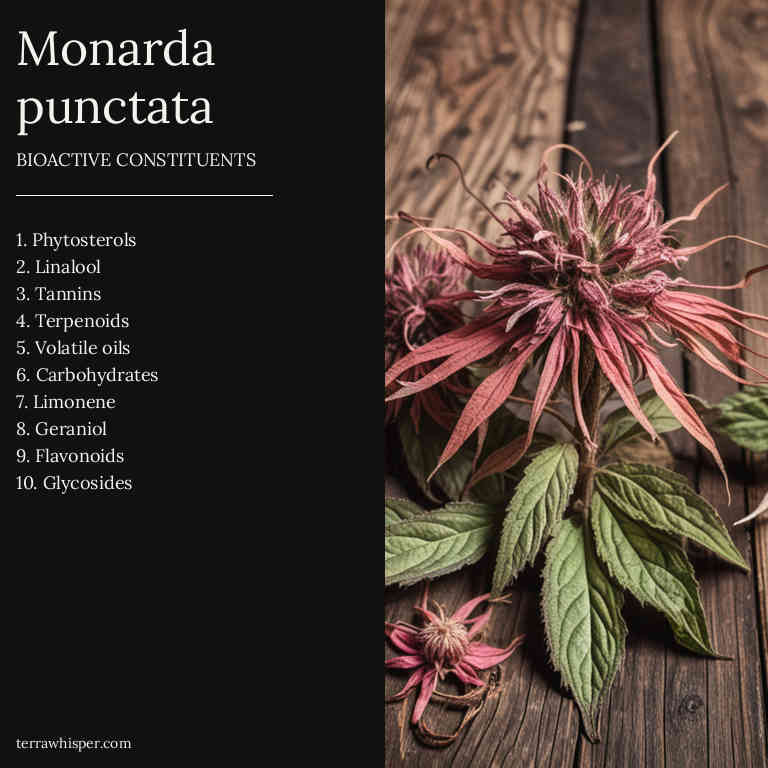 Monarda
punctata
BIOACTIVE CONSTITUENTS
1. Phytosterols
2. Linalool
3. Tannins
4. Terpenoids
5. Volatile oils
6. Carbohydrates
7. Limonene
8. Geraniol
9. Flavonoids
10. Glycosides
terrawhisper.com